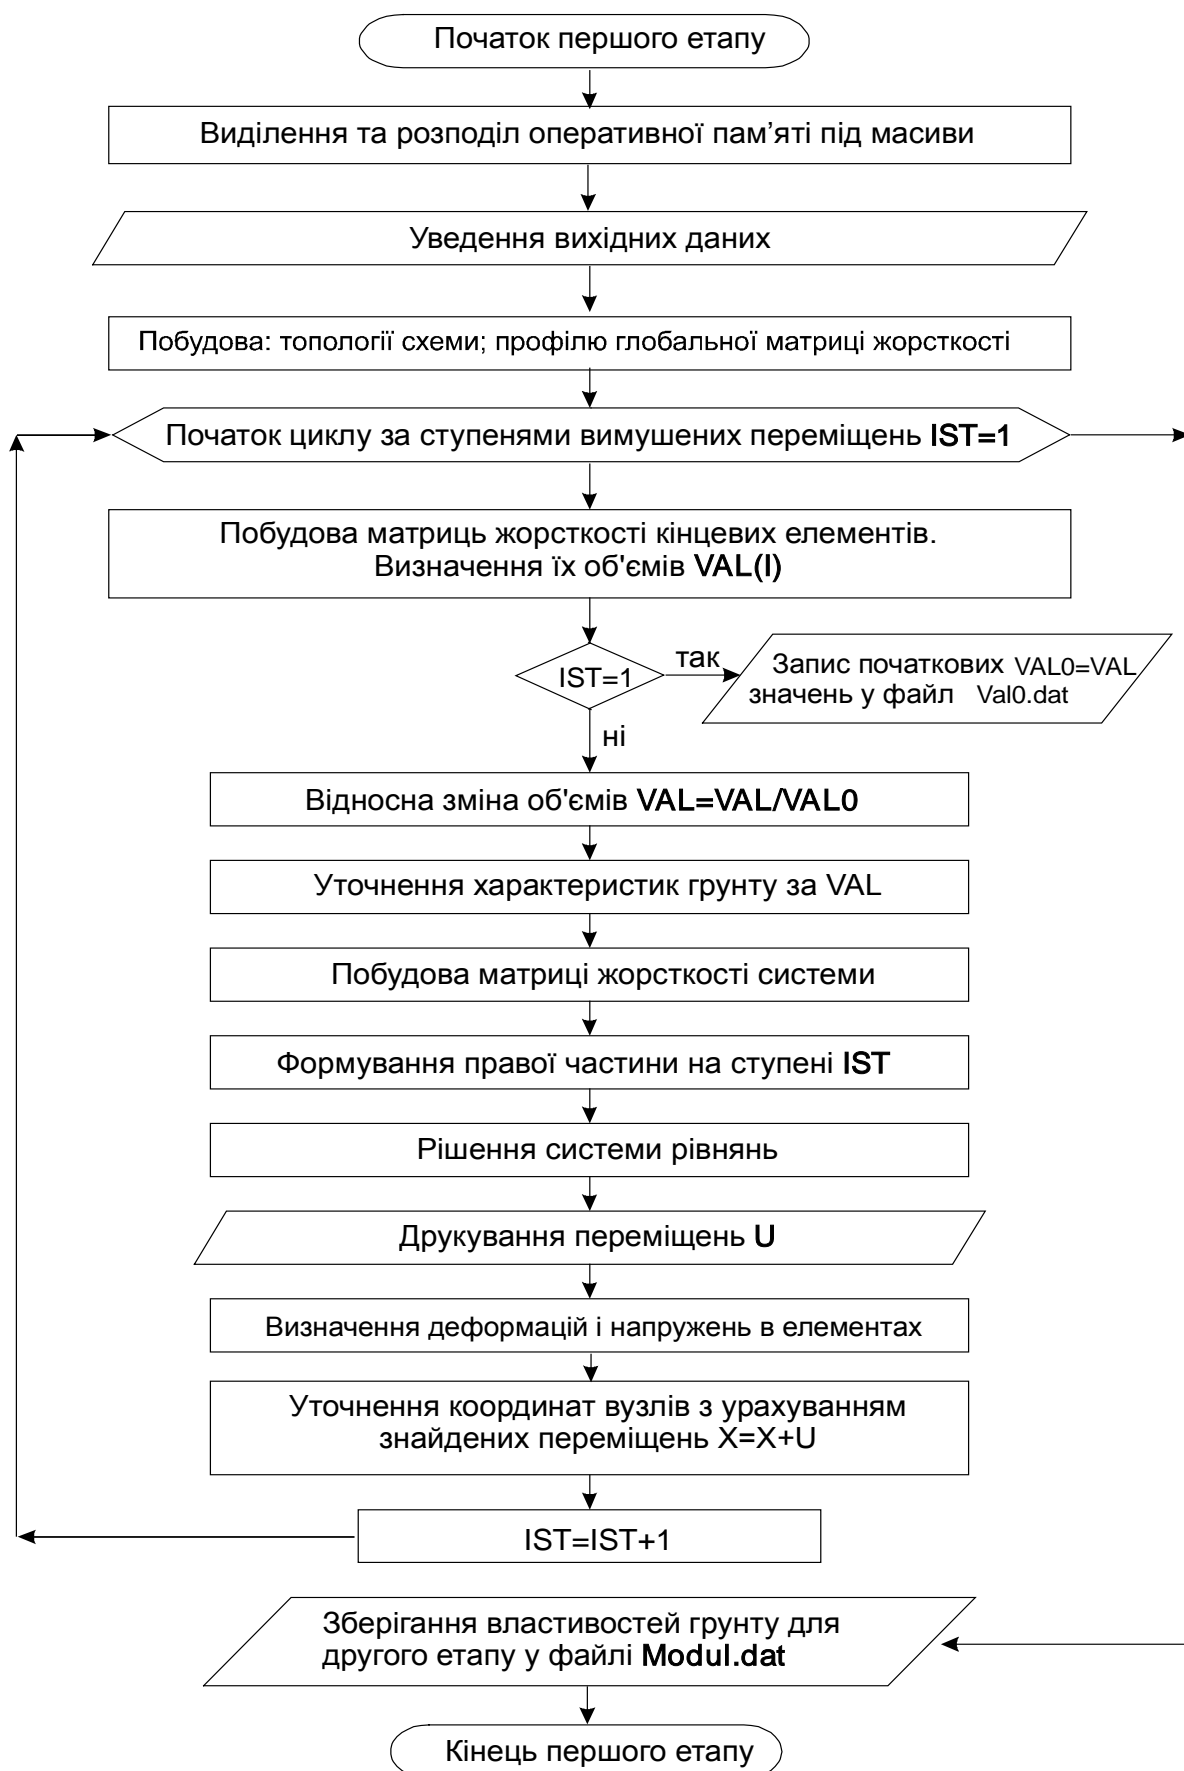 Початок першого етапу
Виділення та розподіл оперативної пам’яті під масиви
Уведення вихідних даних
Побудова: топології схеми; профілю глобальної матриці жорсткості
Початок циклу за ступенями вимушених переміщень IST=1
Побудова матриць жорсткості кінцевих елементів.
Визначення їх об'ємів VAL(I)
IST=1
так
Запис початкових VAL0=VAL
значень у файл Val0.dat
ні
Відносна зміна об'ємів VAL=VAL/VAL0
Уточнення характеристик грунту за VAL
Побудова матриці жорсткості системи
Формування правої частини на ступені IST
Рішення системи рівнянь
Друкування переміщень U
Визначення деформацій і напружень в елементах
Уточнення координат вузлів з урахуванням
знайдених переміщень X=X+U
IST=IST+1
Зберігання властивостей грунту для
другого етапу у файлі Modul.dat
Кінець першого етапу